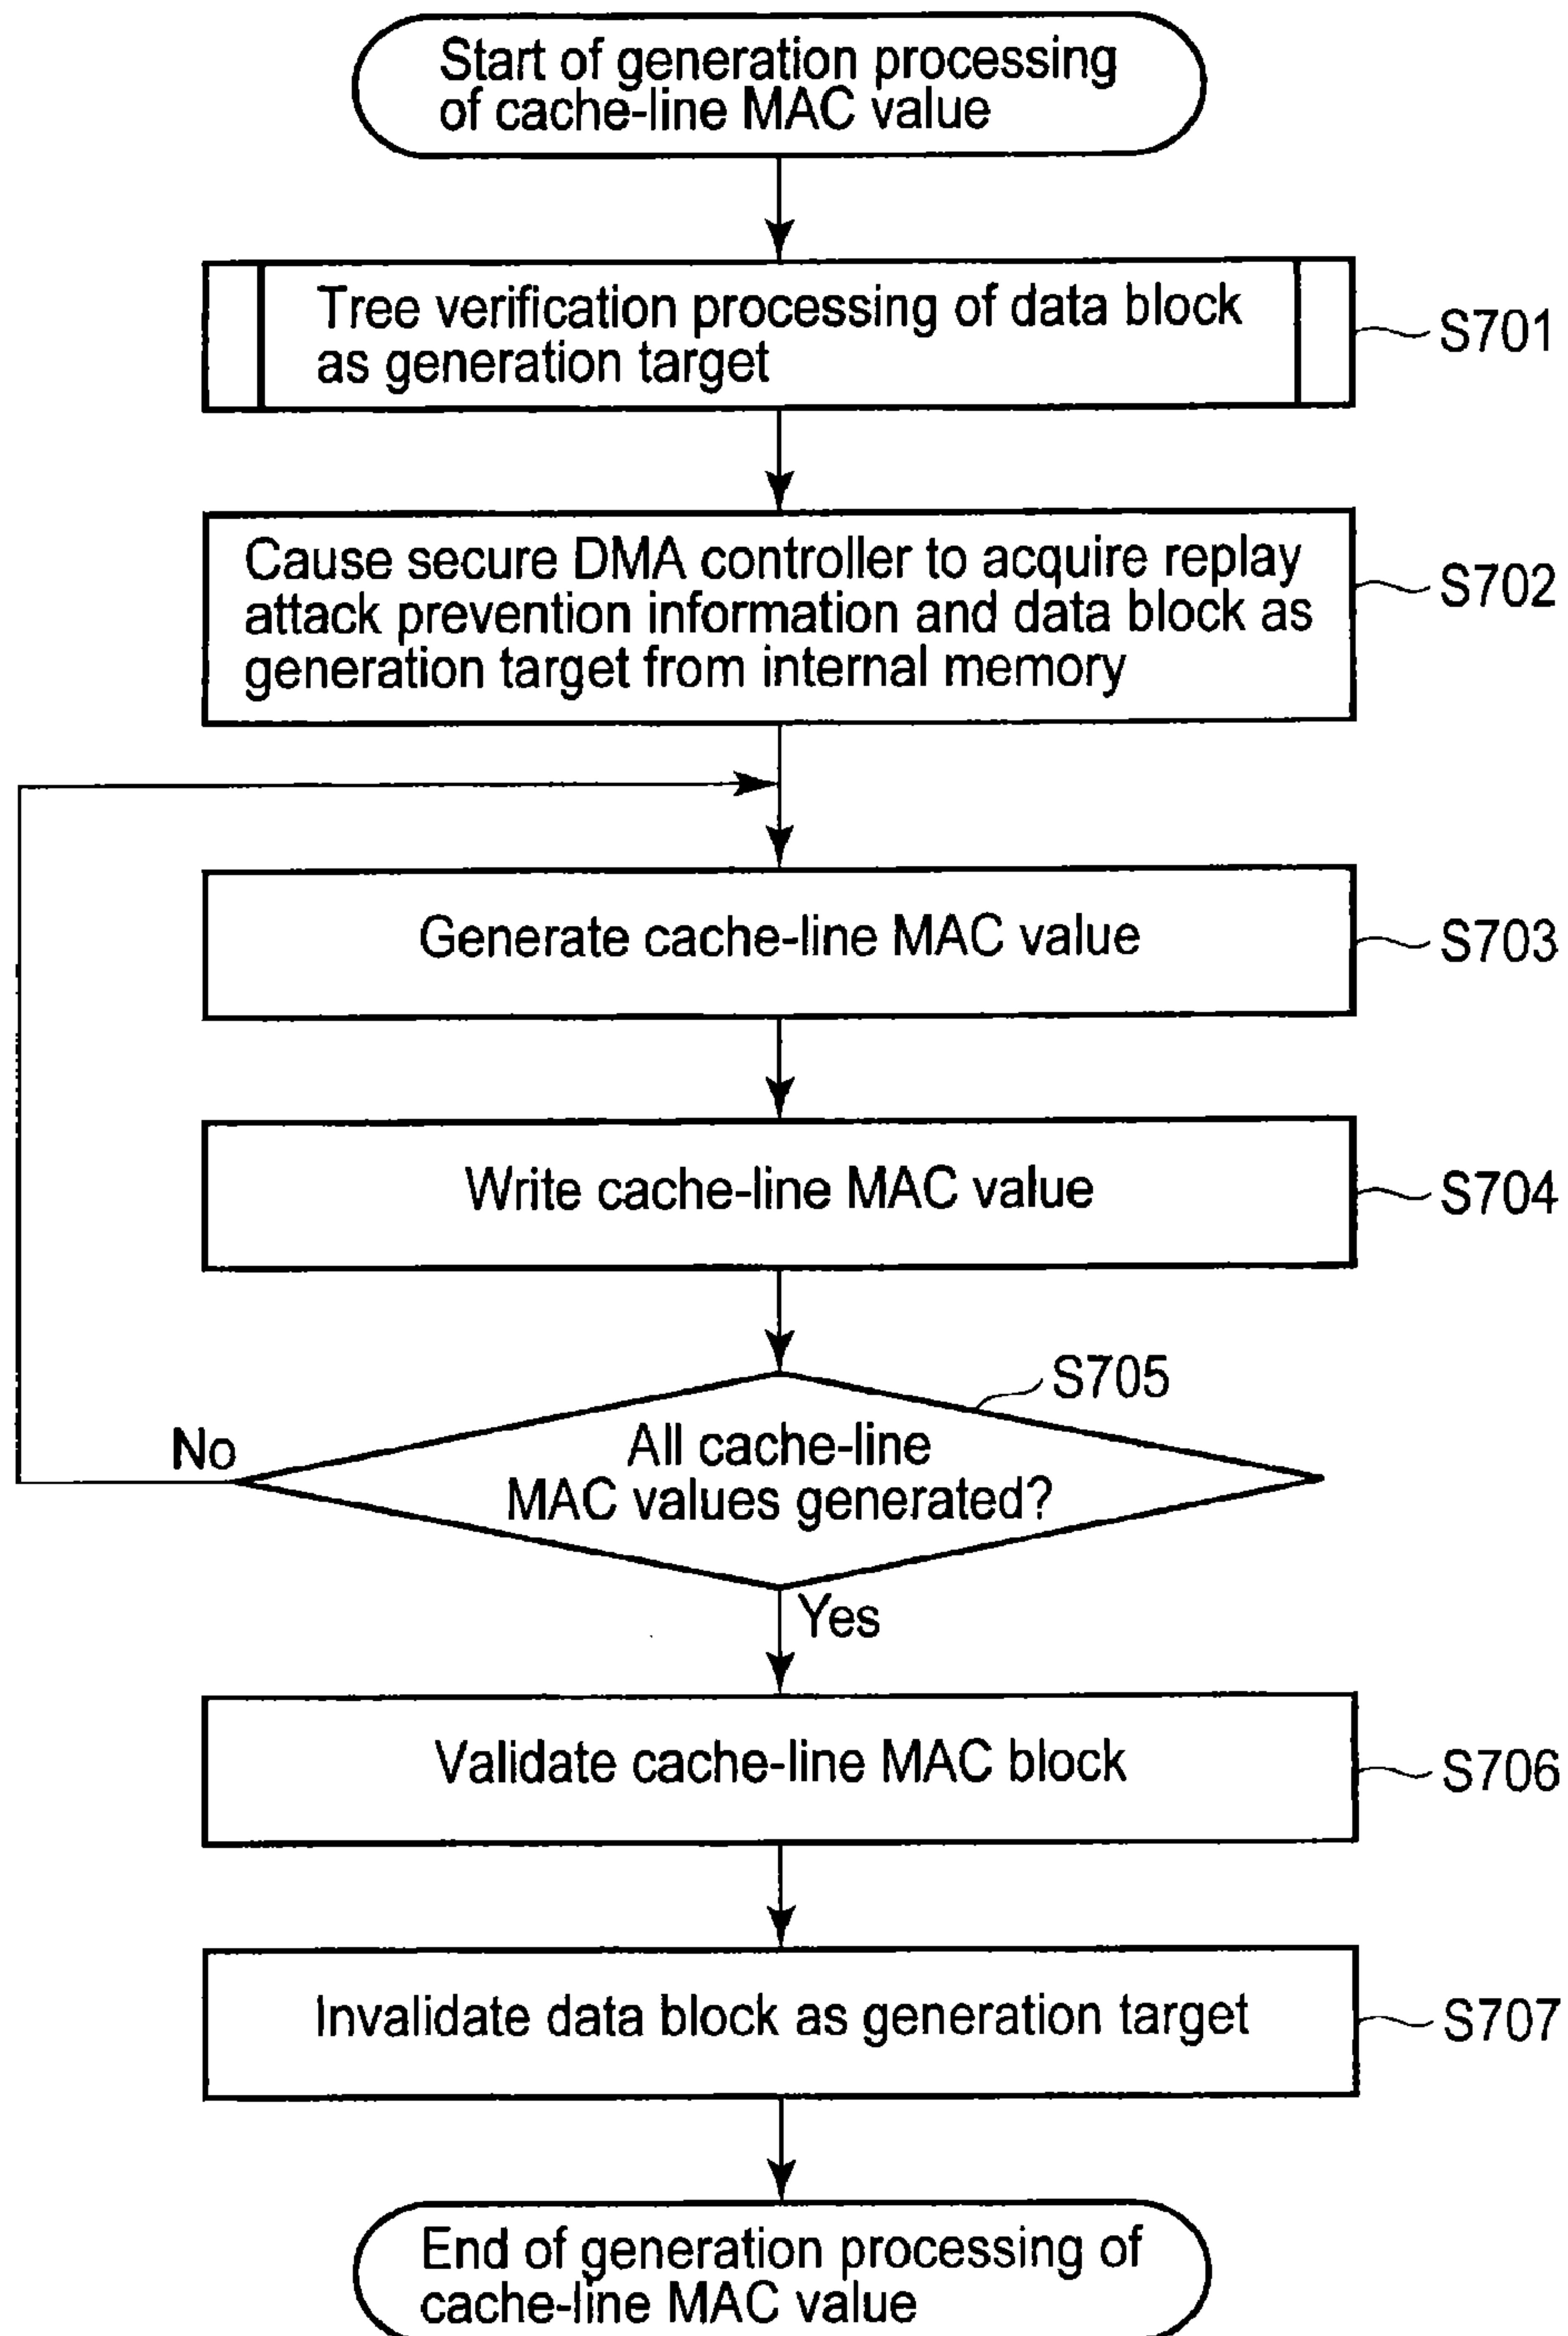 Start of generation processing
of cache-line MAC value
Tree verification processing of data block
as generation target
S701
Cause secure DMA controller to acquire replay
attack prevention information and data block as
generation target from internal memory
S702
Generate cache-line MAC value
S703
Write cache-line MAC value
S704
S705
No
All cache-line
MAC values generated?
Yes
Validate cache-line MAC block
S706
Invalidate data block as generation target
S707
End of generation processing of
cache-line MAC value